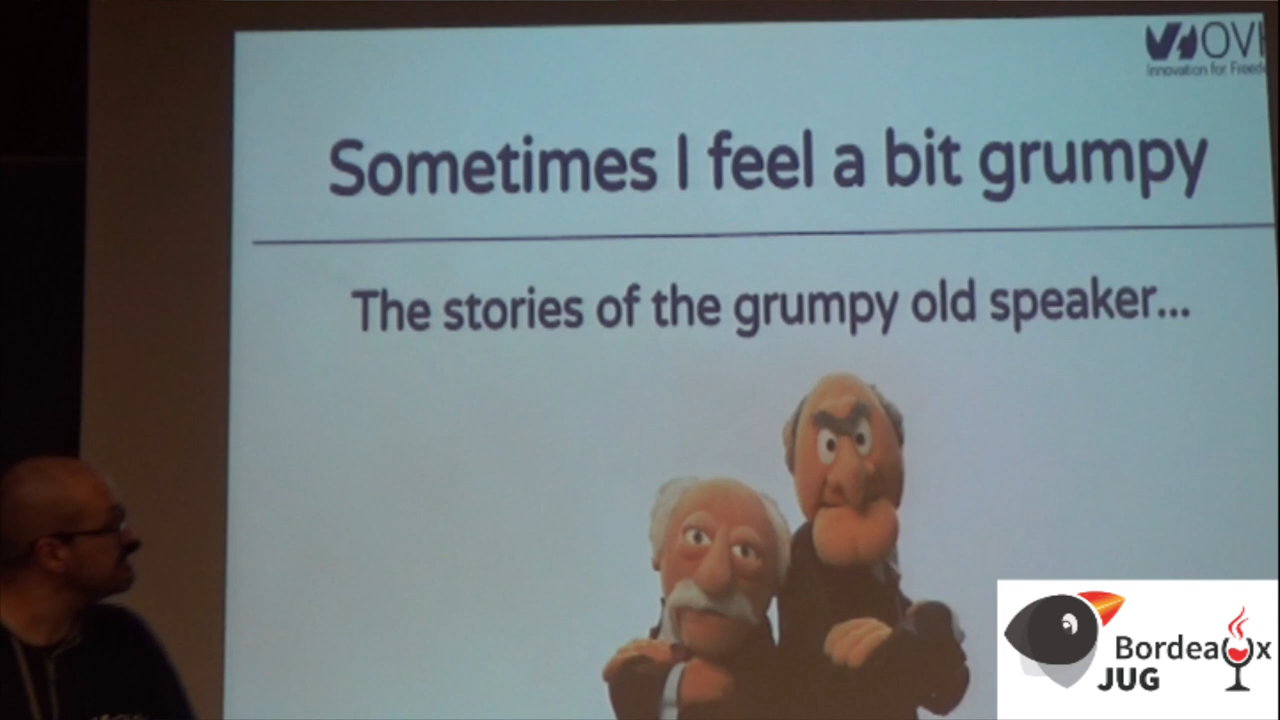 OVH
Innovation for Freedom
Sometimes I feel a bit grumpy
The stories of the grumpy old speaker...
Bordeaux
JUG